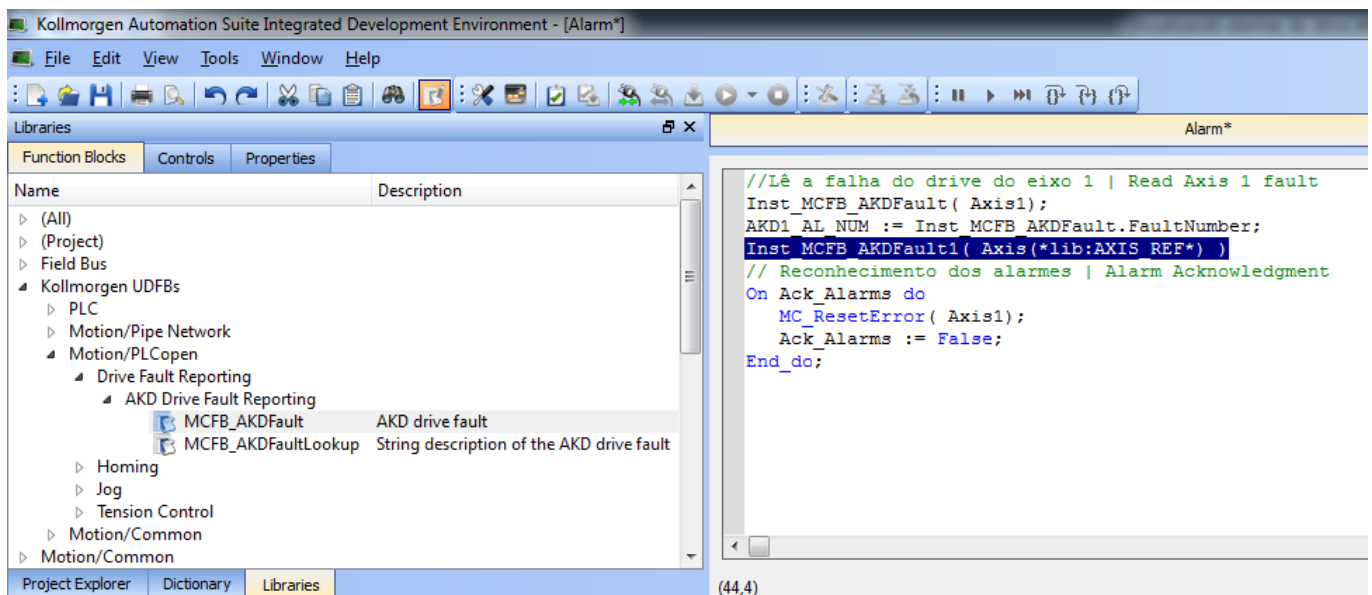 Kollmorgen Automation Suite Integrated Development Environment - [Alarm*]
File Edit View Tools Window Help
Libraries
Alarm*
Function Blocks Controls Properties
Name Description
(All)
(Project)
Field Bus
Kollmorgen UDFBs
PLC
Motion/Pipe Network
Motion/PLCopen
Drive Fault Reporting
AKD Drive Fault Reporting
MCFB_AKDFault AKD drive fault
MCFB_AKDFaultLookup String description of the AKD drive fault
Homing
Jog
Tension Control
Motion/Common
Motion/Common
Project Explorer Dictionary Libraries
//Lê a falha do drive do eixo 1 | Read Axis 1 fault
Inst_MCFB_AKDFault( Axis1);
AKD1_AL_NUM := Inst_MCFB_AKDFault.FaultNumber;
Inst_MCFB_AKDFault1( Axis(*lib:AXIS_REF*) )
// Reconhecimento dos alarmes | Alarm Acknowledgment
On Ack_Alarms do
MC_ResetError( Axis1);
Ack_Alarms := False;
End_do;
(44,4)